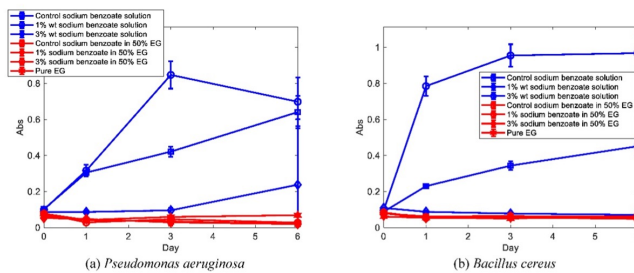 Control sodium benzoate solution
1% wt sodium benzoate solution
3% wt sodium benzoate solution
Control sodium benzoate in 50% EG
1% sodium benzoate in 50% EG
3% sodium benzoate in 50% EG
Pure EG
Abs
0.8
0.6
0.4
0.2
0
0 1 3 6
Day
(a) Pseudomonas aeruginosa
1
0.8
0.6
0.4
0.2
0
Abs
Control sodium benzoate solution
1% wt sodium benzoate solution
3% wt sodium benzoate solution
Control sodium benzoate in 50% EG
1% sodium benzoate in 50% EG
3% sodium benzoate in 50% EG
Pure EG
0 1 2 3 4 5
Day
(b) Bacillus cereus